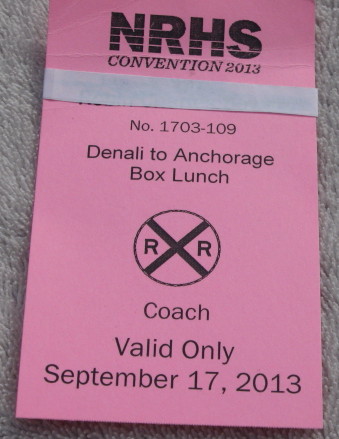 NRHS
CONVENTION 2013
No. 1703-109
Denali to Anchorage
Box Lunch
R R
Coach
Valid Only
September 17, 2013